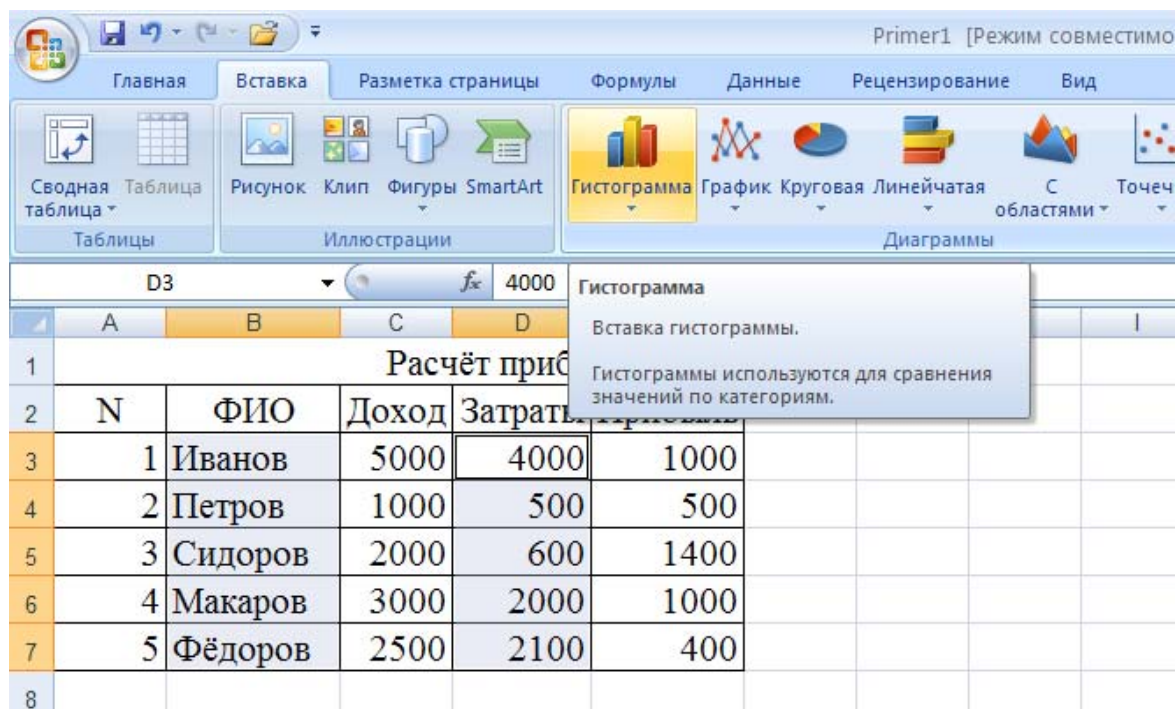 Primer1 [Режим совместимо
Главная Вставка Разметка страницы Формулы Данные Рецензирование Вид
Сводная таблица Таблица Рисунок Клип Фигуры SmartArt Гистограмма График Круговая Линейчатая С областями Точеч
Таблицы Иллюстрации Диаграммы
D3 fx 4000
Гистограмма
Вставка гистограммы.
Гистограммы используются для сравнения
значений по категориям.
A B C D I
1 Расчёт приб
2 N ФИО Доход Затраты
3 1 Иванов 5000 4000 1000
4 2 Петров 1000 500 500
5 3 Сидоров 2000 600 1400
6 4 Макаров 3000 2000 1000
7 5 Фёдоров 2500 2100 400
8